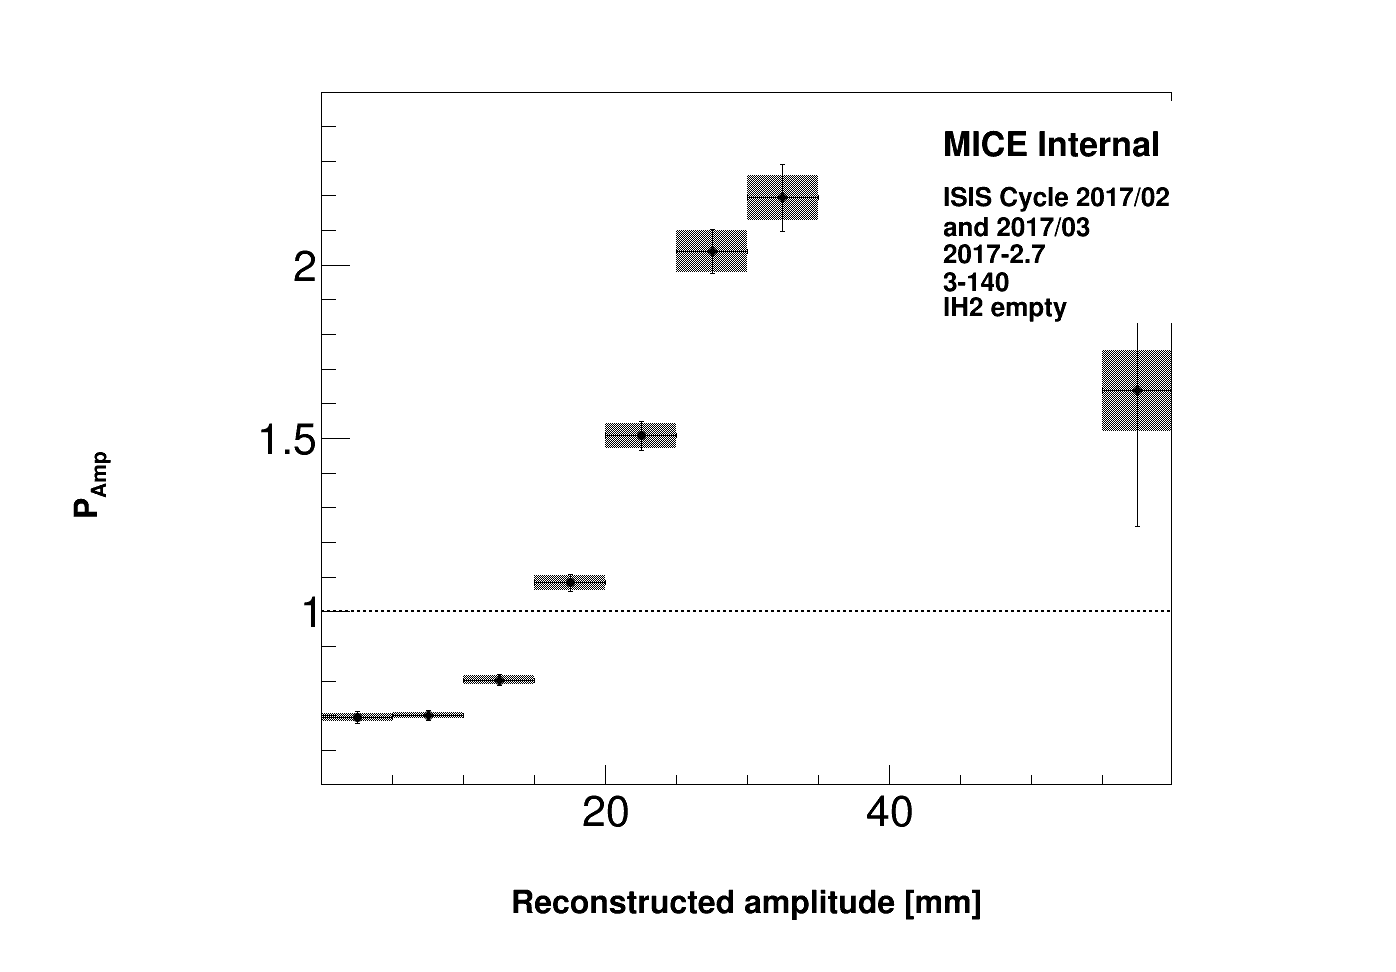 MICE Internal
ISIS Cycle 2017/02
and 2017/03
2017-2.7
3-140
IH2 empty
2
1.5
1
P_Amp
20
40
Reconstructed amplitude [mm]